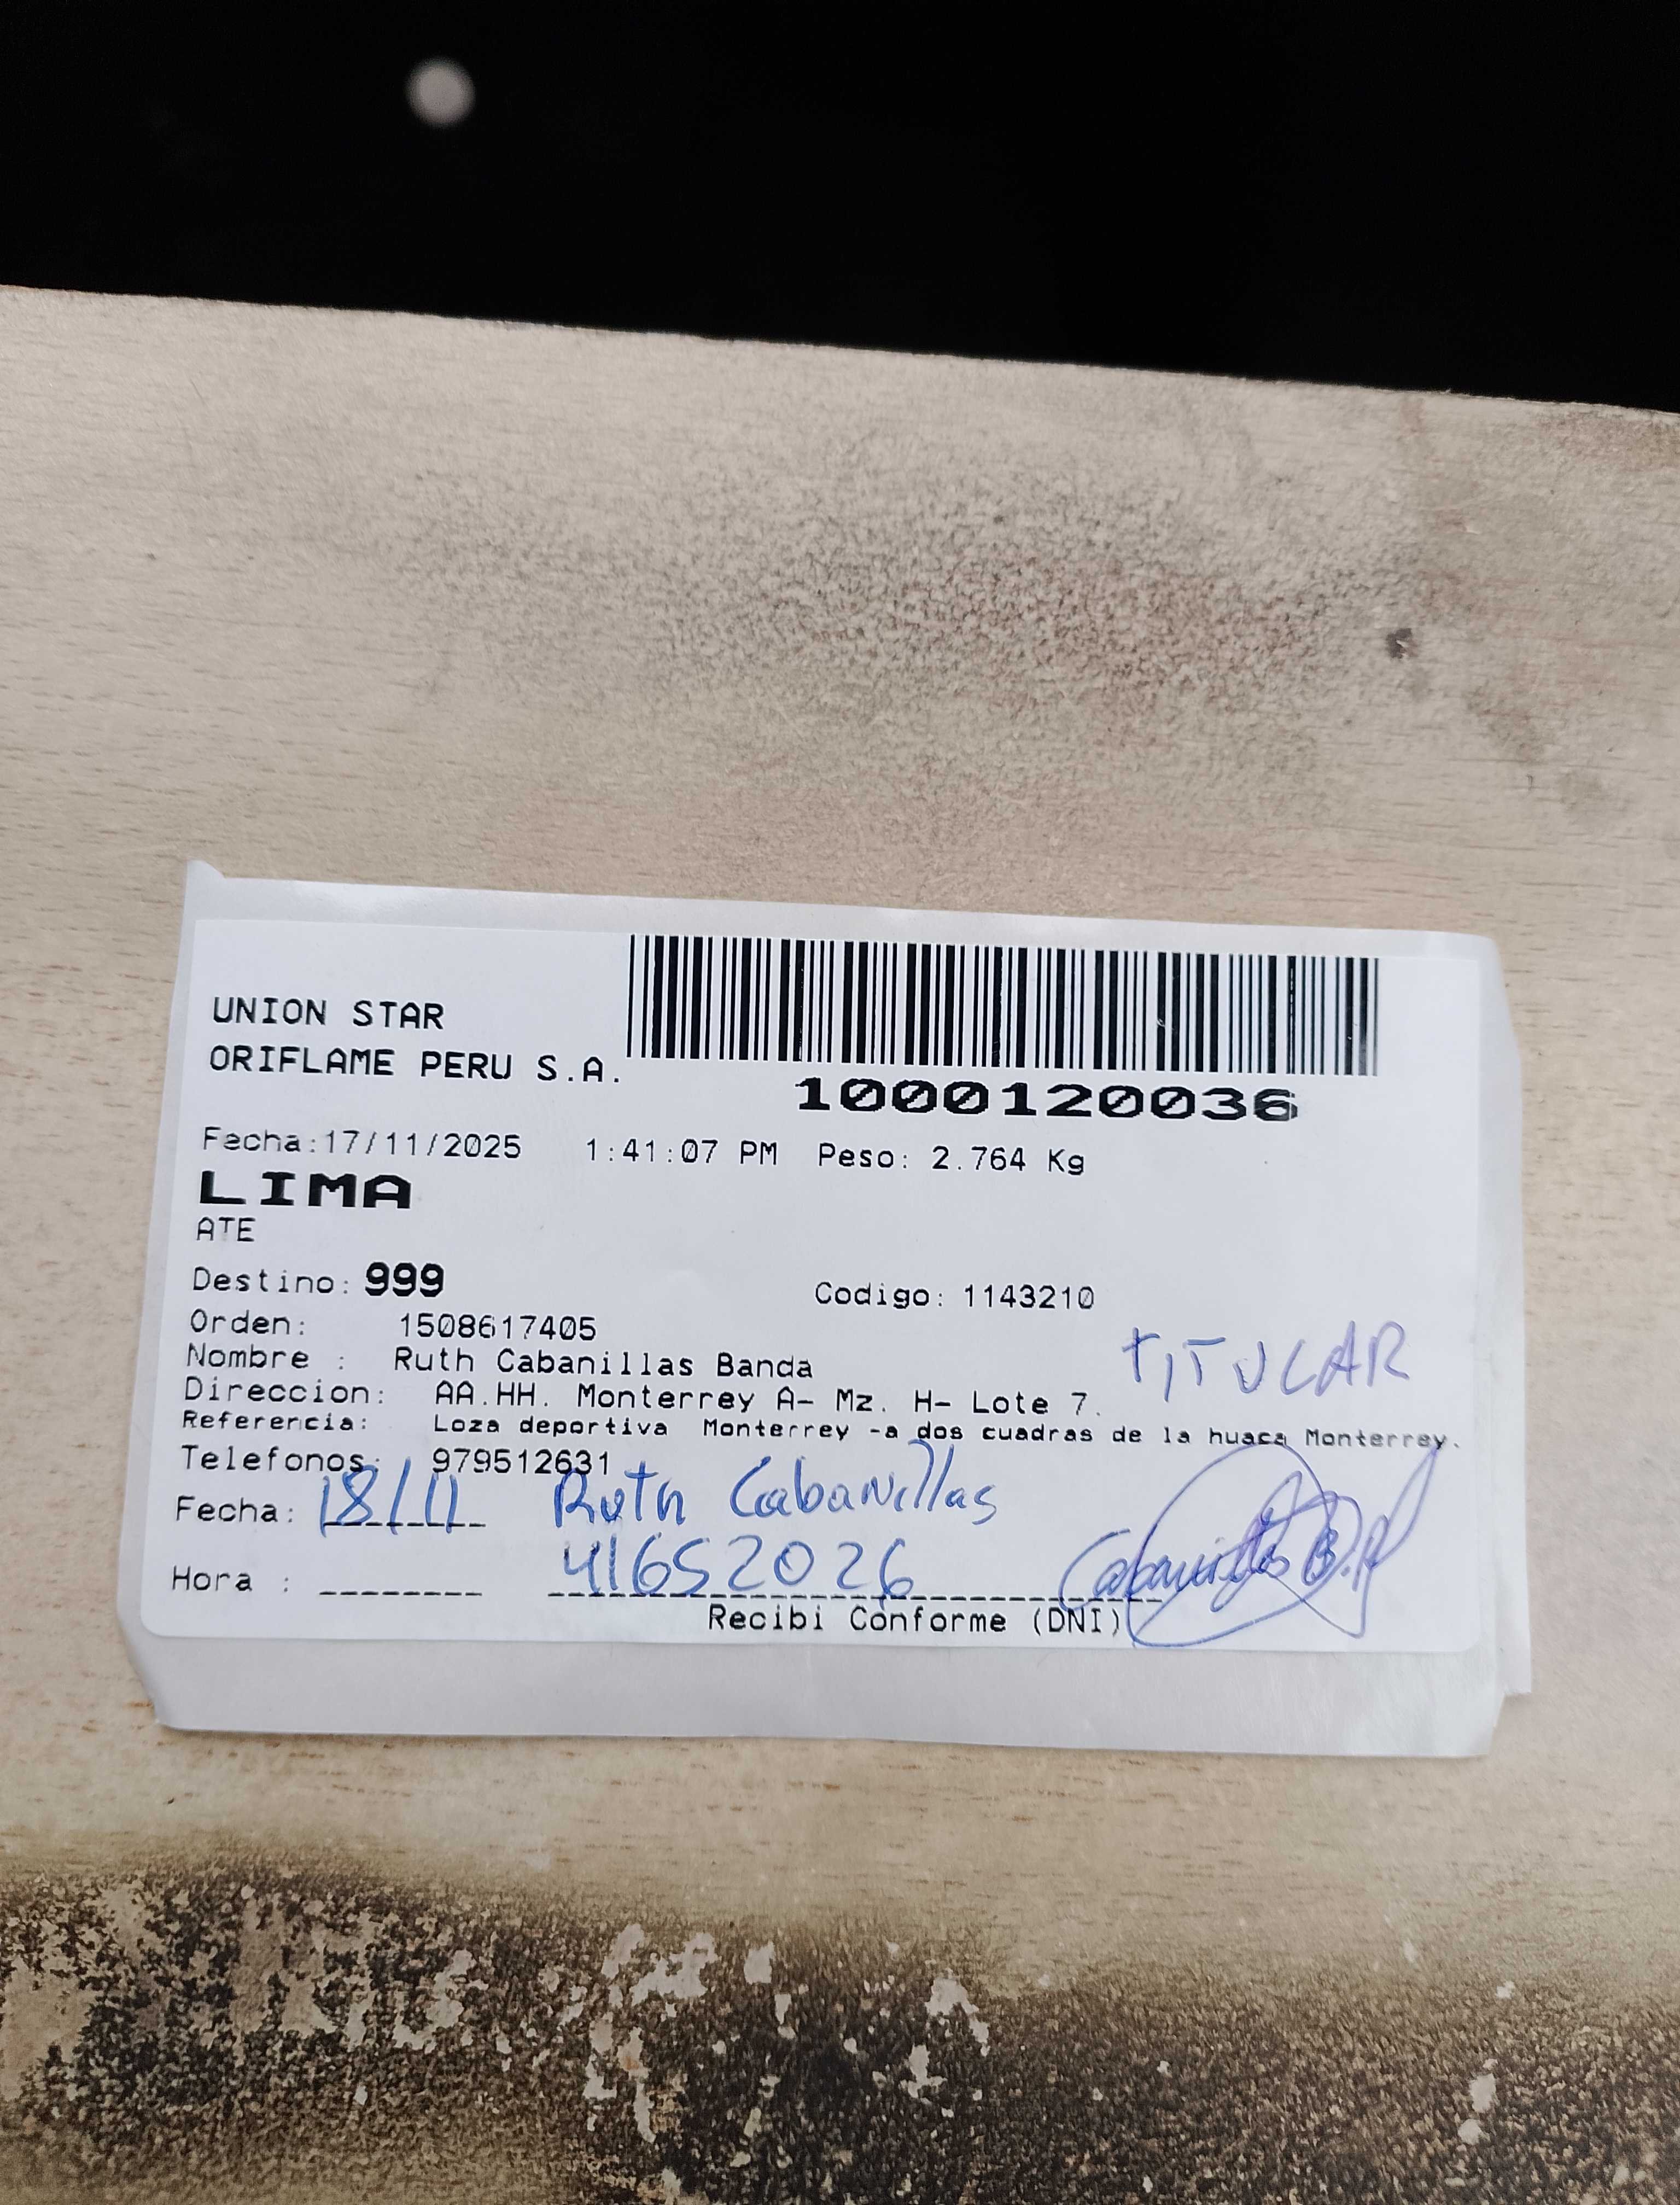 UNION STAR
ORIFLAME PERU S.A.
1000120036
Fecha:17/11/2025 1:41:07 PM Peso: 2.764 Kg
LIMA
ATE
Destino: 999 Codigo: 1143210
Orden: 1508617405
Nombre : Ruth Cabanillas Banda
TITULAR
Direccion: AA.HH. Monterrey A- Mz. H- Lote 7.
Referencia: Loza deportiva Monterrey -a dos cuadras de la huaca Monterrey.
Telefonos: 979512631
Fecha: 18/11 Ruth Cabanillas
Hora : 41652026 Cabanillas B.R
Recibi Conforme (DNI)